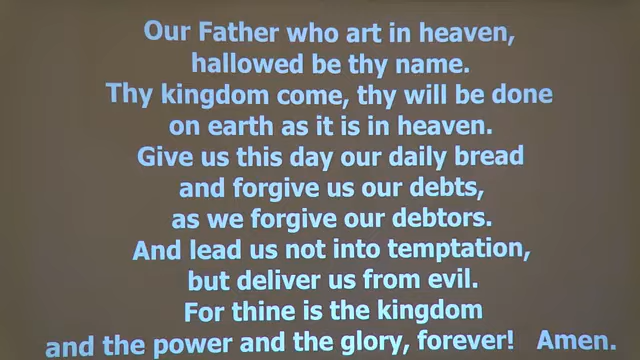 Our Father who art in heaven,
hallowed be thy name.
Thy kingdom come, thy will be done
on earth as it is in heaven.
Give us this day our daily bread
and forgive us our debts,
as we forgive our debtors.
And lead us not into temptation,
but deliver us from evil.
For thine is the kingdom
and the power and the glory, forever! Amen.